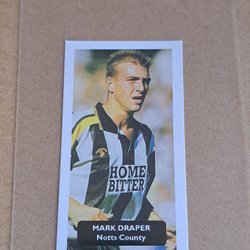 HOME
BITTER
MARK DRAPER
Notts County